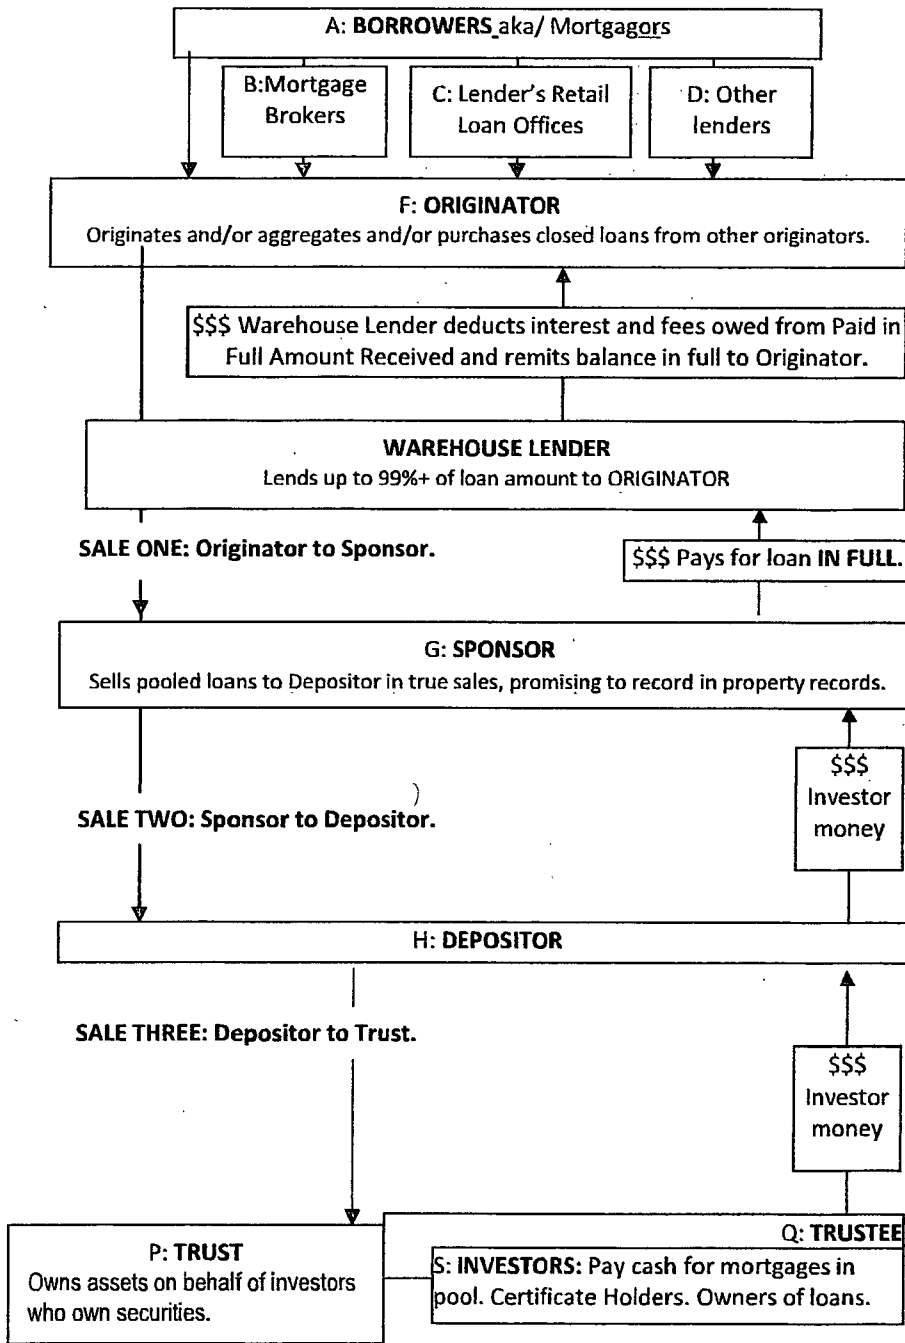 A: BORROWERS aka/ Mortgagors
B:Mortgage
Brokers
C: Lender's Retail
Loan Offices
D: Other
lenders
F: ORIGINATOR
Originates and/or aggregates and/or purchases closed loans from other originators.
$$$ Warehouse Lender deducts interest and fees owed from Paid in
Full Amount Received and remits balance in full to Originator.
WAREHOUSE LENDER
Lends up to 99%+ of loan amount to ORIGINATOR
SALE ONE: Originator to Sponsor.
$$$ Pays for loan IN FULL.
G: SPONSOR
Sells pooled loans to Depositor in true sales, promising to record in property records.
$$$
Investor
money
SALE TWO: Sponsor to Depositor.
H: DEPOSITOR
SALE THREE: Depositor to Trust.
$$$
Investor
money
P: TRUST
Owns assets on behalf of investors
who own securities.
Q: TRUSTEE
S: INVESTORS: Pay cash for mortgages in
pool. Certificate Holders. Owners of loans.